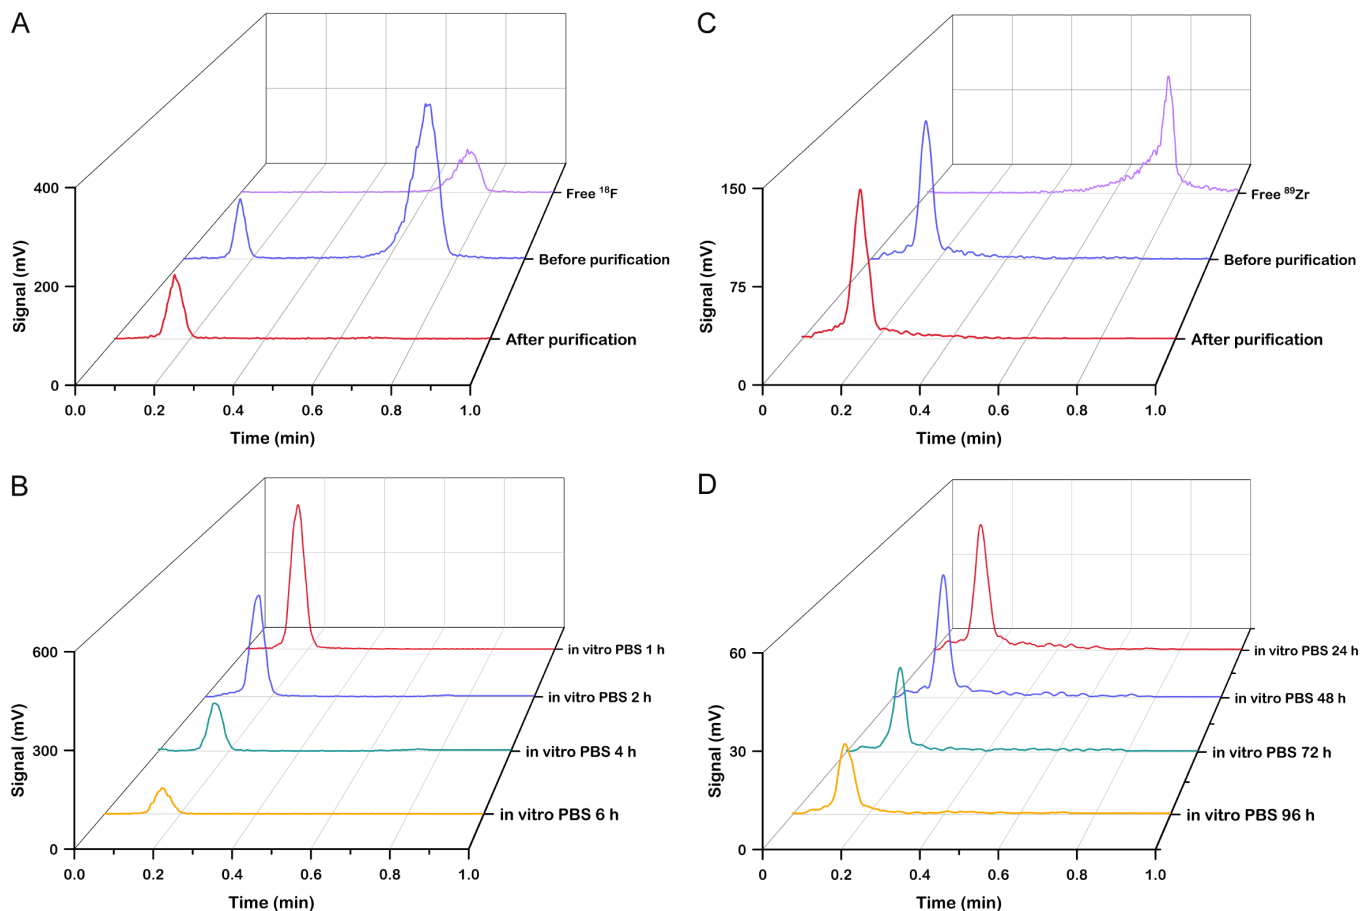 A
400
200
0
Signal (mV)
Free ¹⁸F
Before purification
After purification
0.0 0.2 0.4 0.6 0.8 1.0
Time (min)
C
150
75
0
Signal (mV)
Free ⁸⁹Zr
Before purification
After purification
0 0.2 0.4 0.6 0.8 1.0
Time (min)
B
600
300
0
Signal (mV)
in vitro PBS 1 h
in vitro PBS 2 h
in vitro PBS 4 h
in vitro PBS 6 h
0.0 0.2 0.4 0.6 0.8 1.0
Time (min)
D
60
30
0
Signal (mV)
in vitro PBS 24 h
in vitro PBS 48 h
in vitro PBS 72 h
in vitro PBS 96 h
0 0.2 0.4 0.6 0.8 1.0
Time (min)